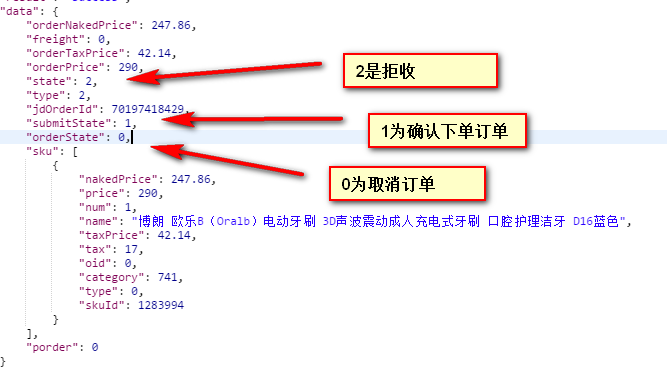 "data": {
"orderNakedPrice": 247.86,
"freight": 0,
"orderTaxPrice": 42.14,
"orderPrice": 290,
"state": 2,
2是拒收
"type": 2,
"jdOrderId": 70197418429,
"submitState": 1,
1为确认下单订单
"orderState": 0,
"sku": [
0为取消订单
{
"nakedPrice": 247.86,
"price": 290,
"num": 1,
"name": "博朗 欧乐B（Oralb）电动牙刷 3D声波震动成人充电式牙刷 口腔护理洁牙 D16蓝色",
"taxPrice": 42.14,
"tax": 17,
"oid": 0,
"category": 741,
"type": 0,
"skuId": 1283994
}
],
"porder": 0
}